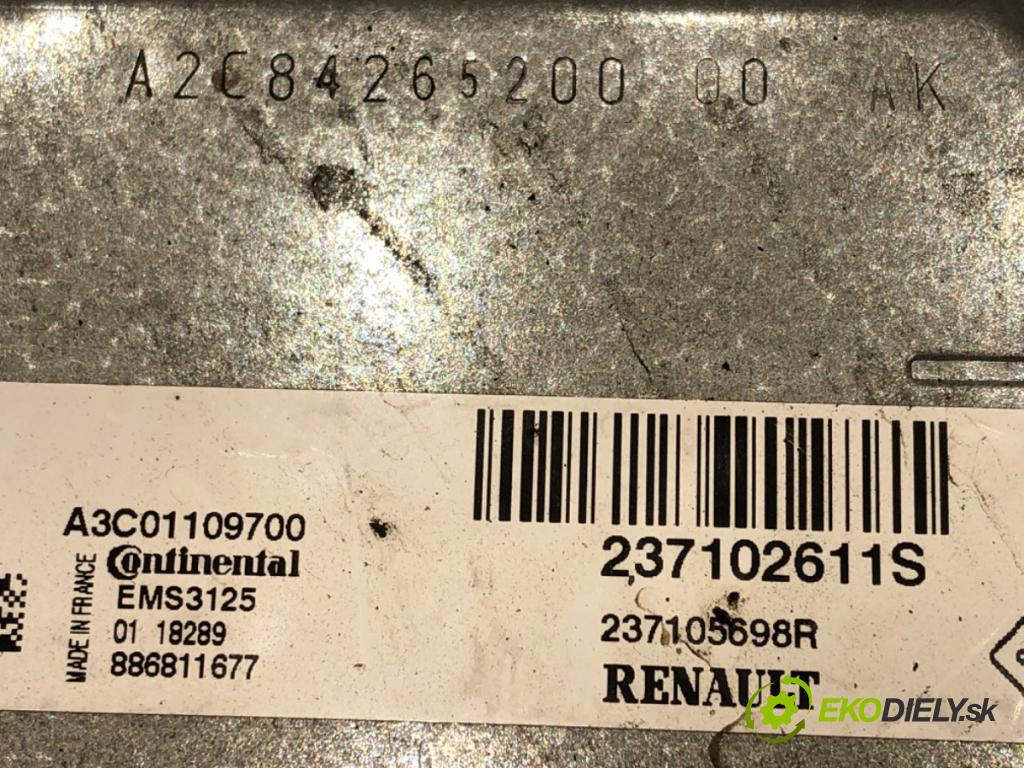 A2C84265200 00 AK
A3C01109700
Continental
EMS3125
01 18289
886811677
MADE IN FRANCE
237102611S
237105698R
RENAULT
EKODIELY.sk